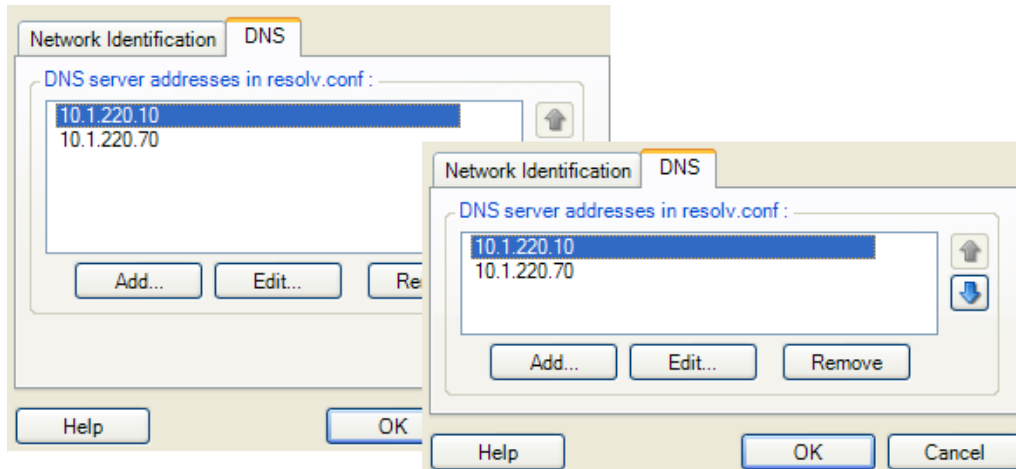 Network Identification DNS
DNS server addresses in resolv.conf :
10.1.220.10
10.1.220.70
Add... Edit...
Help OK
Network Identification DNS
DNS server addresses in resolv.conf :
10.1.220.10
10.1.220.70
Add... Edit... Remove
Help OK Cancel